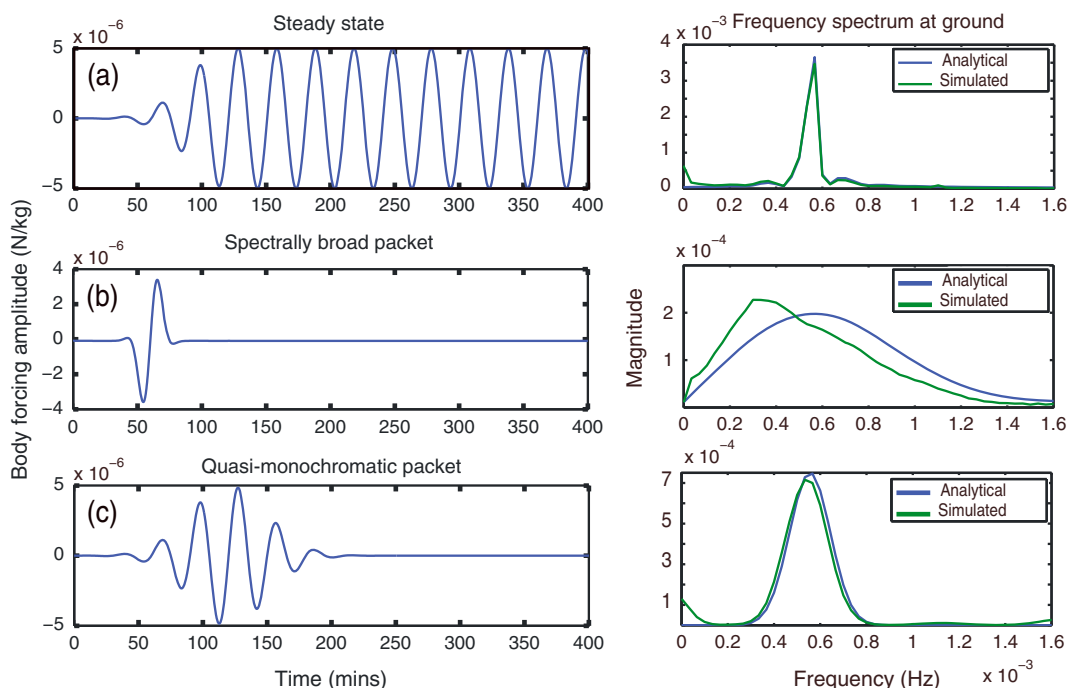 Steady state
Frequency spectrum at ground
x 10⁻⁶
x 10⁻³
(a)
5
0
−5
0 50 100 150 200 250 300 350 400
Analytical
Simulated
4
3
2
1
0
0 0.2 0.4 0.6 0.8 1 1.2 1.4 1.6
Body forcing amplitude (N/kg)
Spectrally broad packet
x 10⁻⁶
x 10⁻⁴
(b)
4
2
0
−2
−4
0 50 100 150 200 250 300 350 400
Magnitude
Analytical
Simulated
2
1
0 0.2 0.4 0.6 0.8 1 1.2 1.4 1.6
Quasi-monochromatic packet
x 10⁻⁶
x 10⁻⁴
(c)
5
0
−5
0 50 100 150 200 250 300 350 400
Analytical
Simulated
7
5
4
3
1
0 0.2 0.4 0.6 0.8 1 1.2 1.4 1.6
Time (mins)
Frequency (Hz)
x 10⁻³